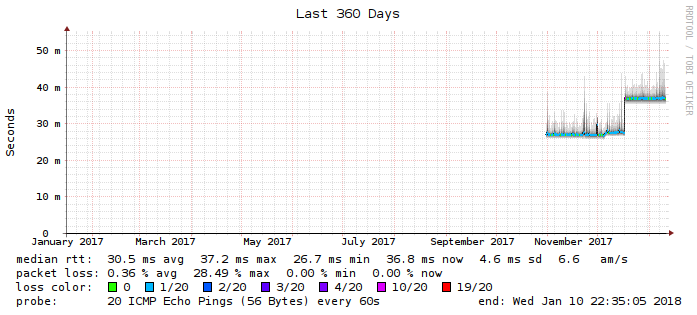 Last 360 Days
RRDTOOL / TOBI OETIKER
Seconds
50 m
40 m
30 m
20 m
10 m
0
January 2017 March 2017 May 2017 July 2017 September 2017 November 2017
median rtt: 30.5 ms avg 37.2 ms max 26.7 ms min 36.8 ms now 4.6 ms sd 6.6 am/s
packet loss: 0.36 % avg 28.49 % max 0.00 % min 0.00 % now
loss color: 0 1/20 2/20 3/20 4/20 10/20 19/20
probe: 20 ICMP Echo Pings (56 Bytes) every 60s end: Wed Jan 10 22:35:05 2018